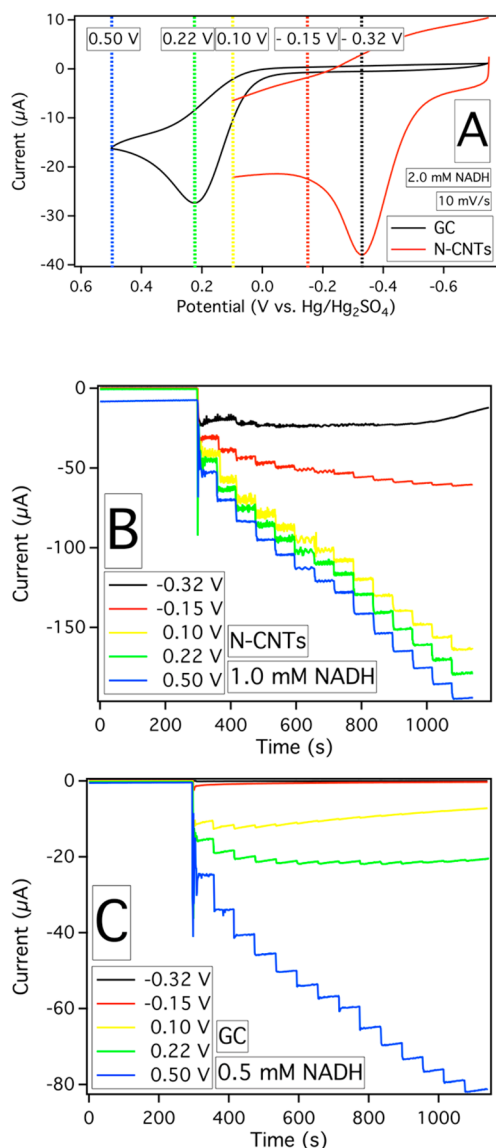 0.50 V 0.22 V 0.10 V - 0.15 V - 0.32 V
10
0
-10
-20
-30
-40
Current (μA)
A
2.0 mM NADH
10 mV/s
GC
N-CNTs
0.6 0.4 0.2 0.0 -0.2 -0.4 -0.6
Potential (V vs. Hg/Hg₂SO₄)
0
-50
-100
-150
Current (μA)
B
-0.32 V
-0.15 V
0.10 V
0.22 V
0.50 V
N-CNTs
1.0 mM NADH
0 200 400 600 800 1000
Time (s)
0
-20
-40
-60
-80
Current (μA)
C
-0.32 V
-0.15 V
0.10 V
0.22 V
0.50 V
GC
0.5 mM NADH
0 200 400 600 800 1000
Time (s)